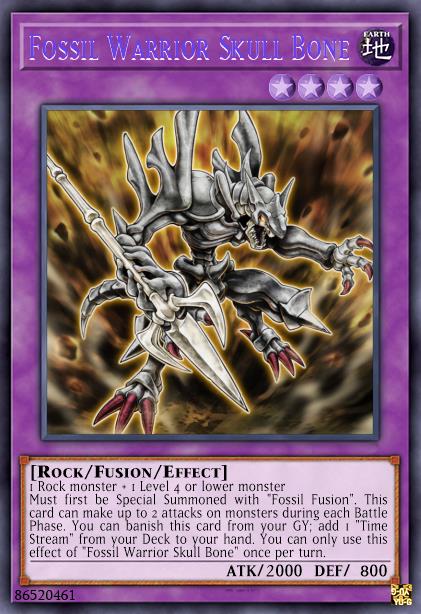 Fossil Warrior Skull Bone
EARTH
地
[Rock/Fusion/Effect]
1 Rock monster + 1 Level 4 or lower monster
Must first be Special Summoned with "Fossil Fusion". This
card can make up to 2 attacks on monsters during each Battle
Phase. You can banish this card from your GY; add 1 "Time
Stream" from your Deck to your hand. You can only use this
effect of "Fossil Warrior Skull Bone" once per turn.
ATK/2000 DEF/ 800
86520461